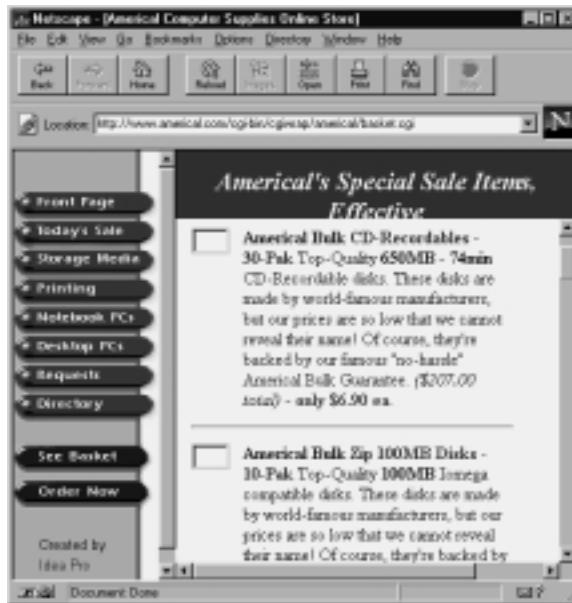 Netscape - [Americal Computer Supplies Online Store]
File Edit View Go Bookmarks Options Directory Window Help
Back Forward Home Reload Images Open Print Find Stop
Location: http://www.americal.com/cgi-bin/cgiwrap/americal/basket.cgi
N
Front Page
Today's Sale
Storage Media
Printing
Notebook PCs
Desktop PCs
Requests
Directory
See Basket
Order Now
Created by
Idea Pro
Americal's Special Sale Items,
Effective
Americal Bulk CD-Recordables -
30-Pak Top-Quality 650MB - 74min
CD-Recordable disks. These disks are
made by world-famous manufacturers,
but our prices are so low that we cannot
reveal their name! Of course, they're
backed by our famous "no-hassle"
Americal Bulk Guarantee. ($207.00
total) - only $6.90 ea.
Americal Bulk Zip 100MB Disks -
10-Pak Top-Quality 100MB Iomega
compatible disks. These disks are made
by world-famous manufacturers, but our
prices are so low that we cannot reveal
their name! Of course, they're backed by
Document Done